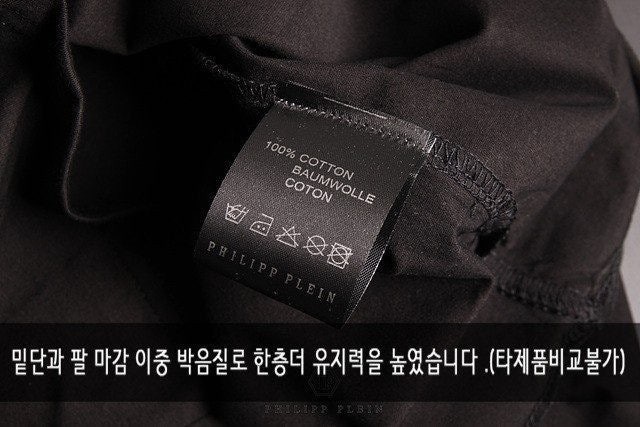 100% COTTON
BAUMWOLLE
COTON
PHILIPP PLEIN
밑단과 팔 마감 이중 박음질로 한층더 유지력을 높였습니다 .(타제품비교불가)
PHILIPP PLEIN